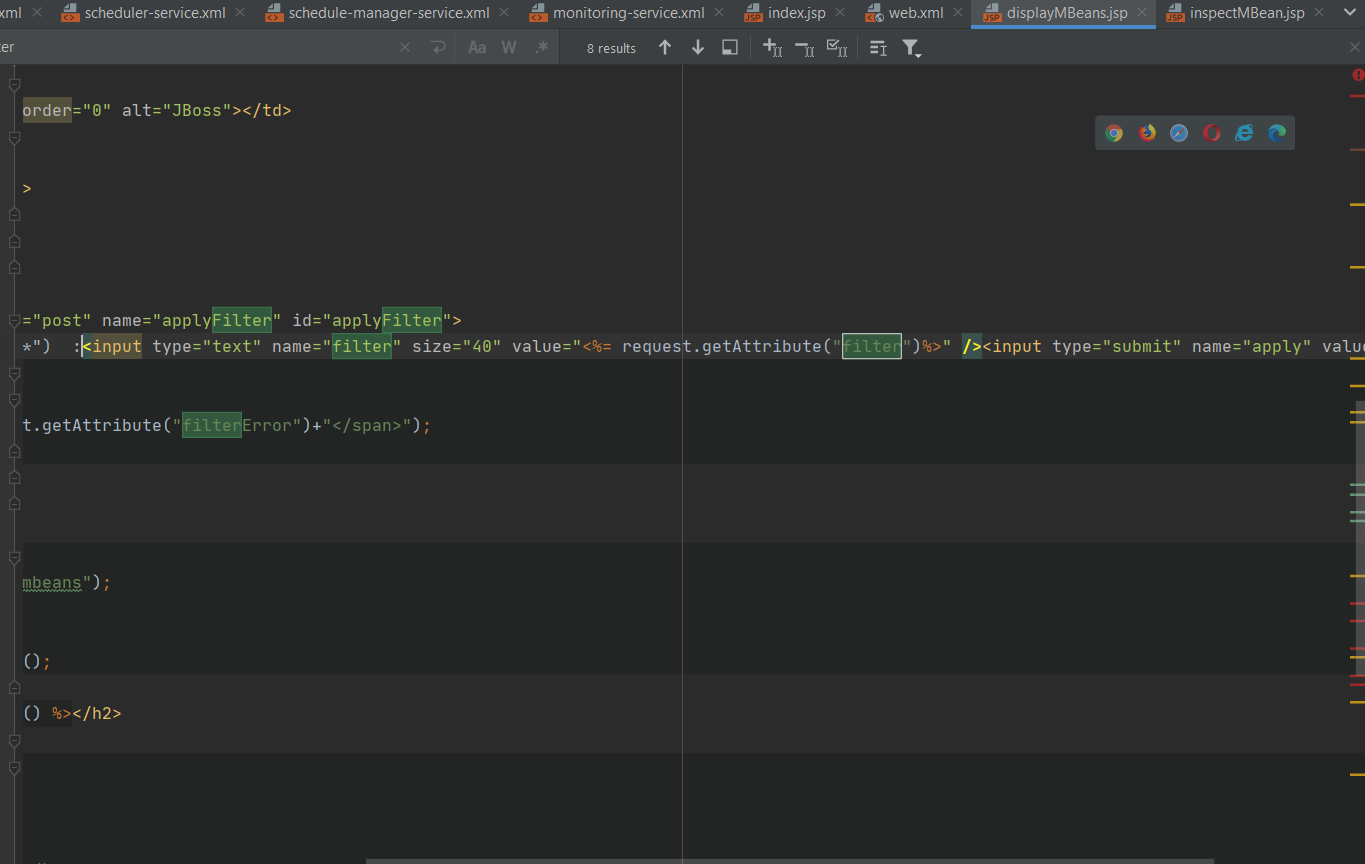 xml scheduler-service.xml schedule-manager-service.xml monitoring-service.xml index.jsp web.xml displayMBeans.jsp inspectMBean.jsp
er Aa W .* 8 results
order="0" alt="JBoss"></td>
>
="post" name="applyFilter" id="applyFilter">
*") :<input type="text" name="filter" size="40" value="<%= request.getAttribute("filter")%>" /><input type="submit" name="apply" valu
t.getAttribute("filterError")+"</span>");
mbeans");
();
() %></h2>